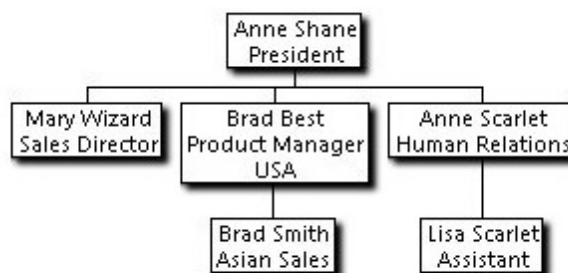 Anne Shane
President
Mary Wizard
Sales Director
Brad Best
Product Manager
USA
Anne Scarlet
Human Relations
Brad Smith
Asian Sales
Lisa Scarlet
Assistant